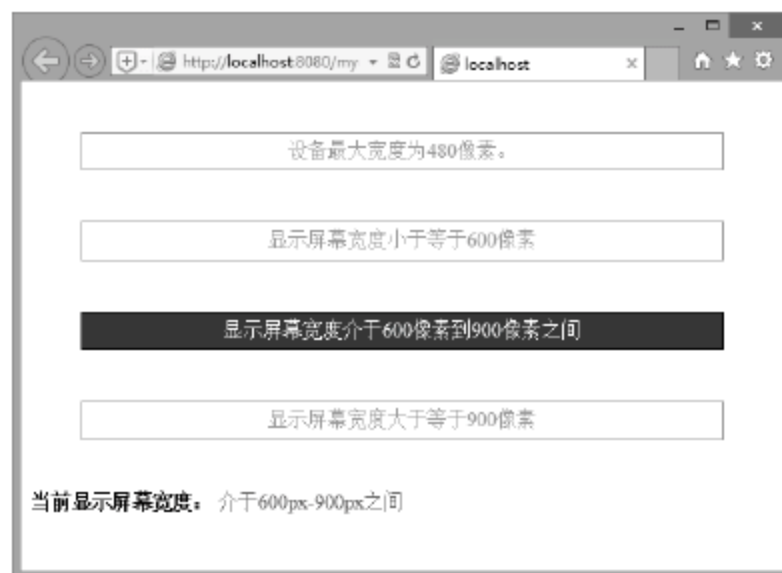 http://localhost:8080/my
localhost
设备最大宽度为480像素。
显示屏幕宽度小于等于600像素
显示屏幕宽度介于600像素到900像素之间
显示屏幕宽度大于等于900像素
当前显示屏幕宽度： 介于600px-900px之间